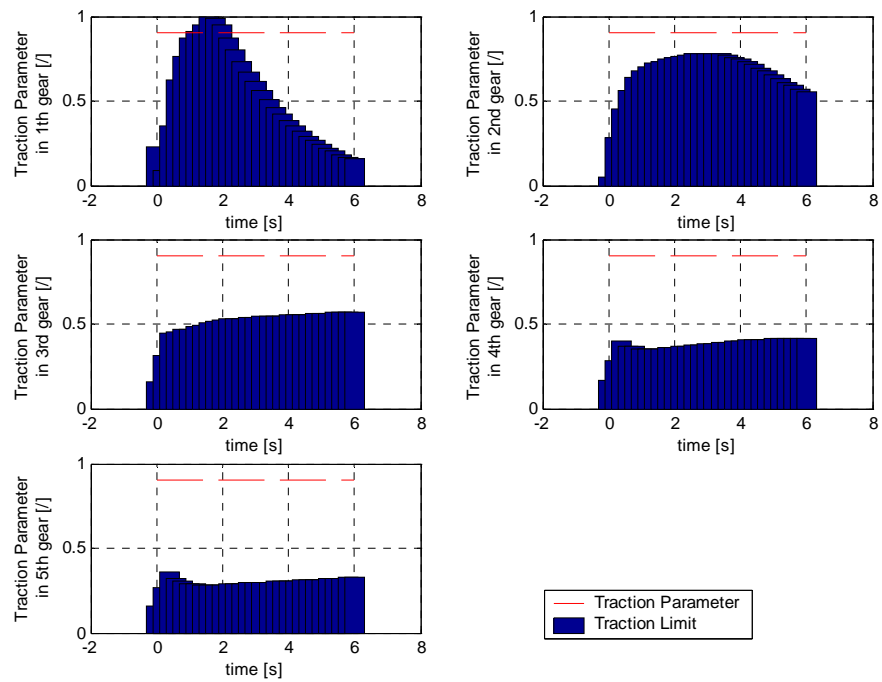 1
0.5
0
Traction Parameter
in 1th gear [/]
-2 0 2 4 6 8
time [s]
1
0.5
0
Traction Parameter
in 2nd gear [/]
-2 0 2 4 6 8
time [s]
1
0.5
0
Traction Parameter
in 3rd gear [/]
-2 0 2 4 6 8
time [s]
1
0.5
0
Traction Parameter
in 4th gear [/]
-2 0 2 4 6 8
time [s]
1
0.5
0
Traction Parameter
in 5th gear [/]
-2 0 2 4 6 8
time [s]
Traction Parameter
Traction Limit